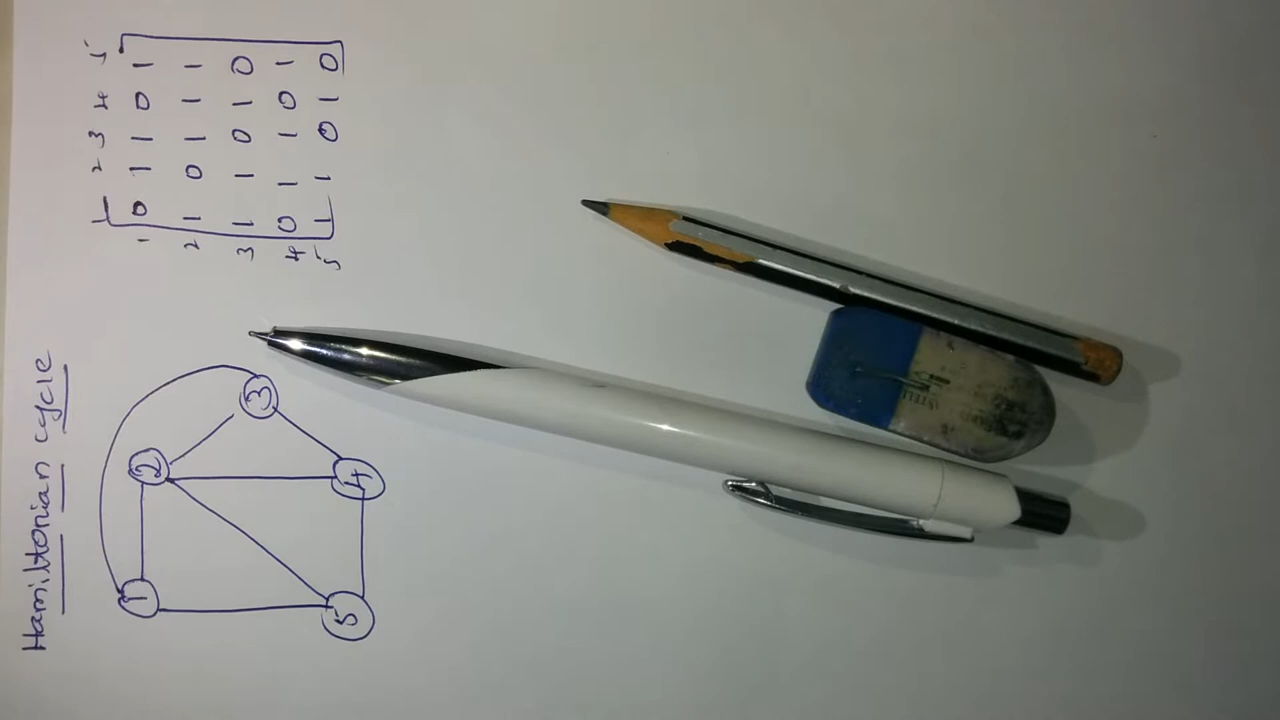 Hamiltonian cycle
1 2
3
5 4
1 2 3 4 5
1 0 1 1 0 1
2 1 0 1 1 1
3 1 1 0 1 0
4 0 1 1 0 1
5 1 1 0 1 0